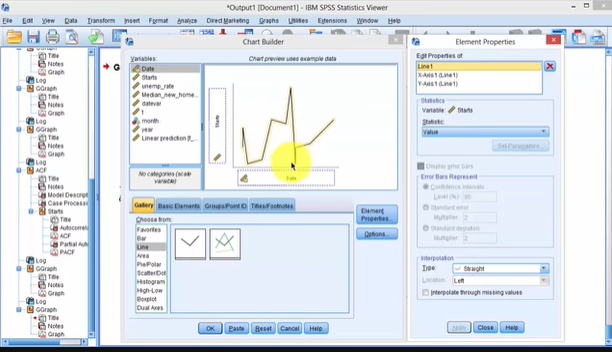 *Output1 [Document1] - IBM SPSS Statistics Viewer
File Edit View Data Transform Insert Format Analyze Direct Marketing Graphs Utilities Extensions Window Help
Title
Notes
Graph
Log
GGraph
Title
Notes
Graph
Log
GGraph
Title
Notes
Graph
Log
ACF
Title
Notes
Model Descript
Case Processin
Starts
Title
Autocorrela
ACF
Partial Auto
PACF
Log
GGraph
Title
Notes
Graph
Log
GGraph
Title
Notes
Graph
Chart Builder
Variables:
Date
Starts
unemp_rate
Median_new_home...
datevar
t
month
year
Linear prediction [f_...
No categories (scale variable)
Chart preview uses example data
Starts
Date
Gallery Basic Elements Groups/Point ID Titles/Footnotes
Choose from:
Favorites
Bar
Line
Area
Pie/Polar
Scatter/Dot
Histogram
High-Low
Boxplot
Dual Axes
Element Properties...
Options...
OK Paste Reset Cancel Help
Element Properties
Edit Properties of:
Line1
X-Axis1 (Line1)
Y-Axis1 (Line1)
Statistics
Variable: Starts
Statistic:
Value
Set Parameters...
Display error bars
Error Bars Represent
Confidence intervals
Level (%): 95
Standard error
Multiplier: 2
Standard deviation
Multiplier: 2
Interpolation
Type: Straight
Location: Left
Interpolate through missing values
Apply Close Help